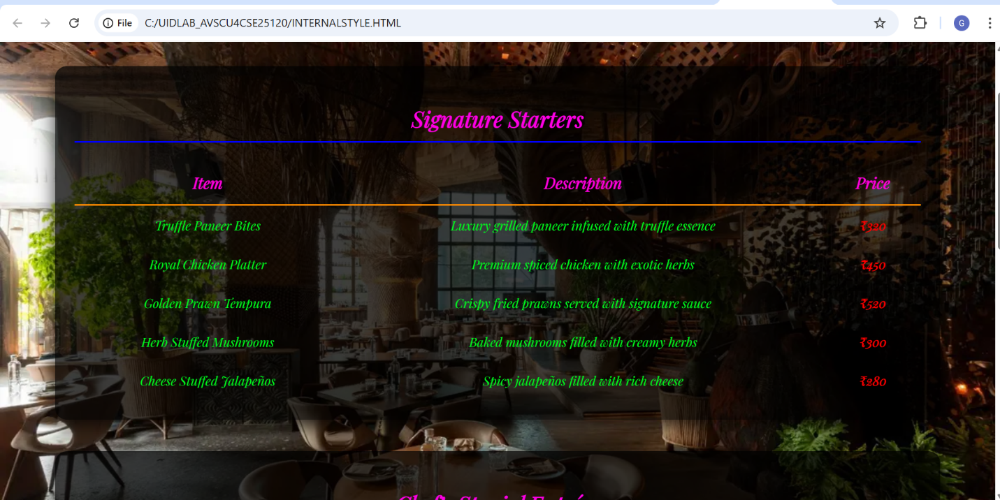 File C:/UIDLAB_AVSCU4CSE25120/INTERNALSTYLE.HTML
G
Signature Starters
Item Description Price
Truffle Paneer Bites Luxury grilled paneer infused with truffle essence ₹320
Royal Chicken Platter Premium spiced chicken with exotic herbs ₹450
Golden Prawn Tempura Crispy fried prawns served with signature sauce ₹520
Herb Stuffed Mushrooms Baked mushrooms filled with creamy herbs ₹300
Cheese Stuffed Jalapeños Spicy jalapeños filled with rich cheese ₹280